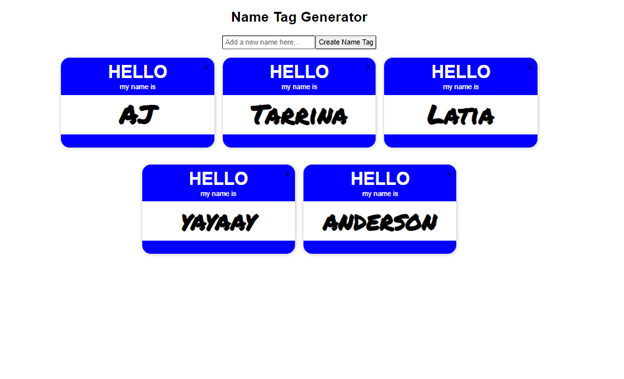 Name Tag Generator
Add a new name here... Create Name Tag
HELLO
my name is
AJ
HELLO
my name is
Tarrina
HELLO
my name is
Latia
HELLO
my name is
YAYAAY
HELLO
my name is
ANDERSON